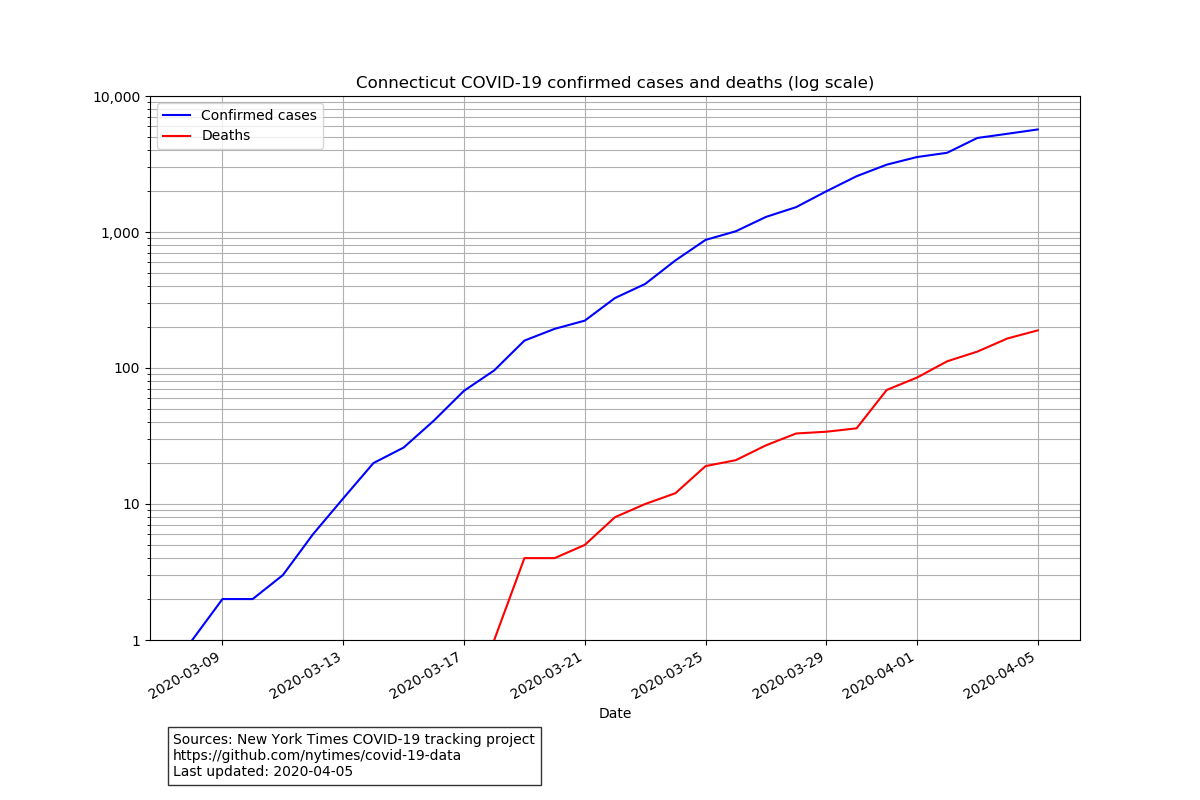 Connecticut COVID-19 confirmed cases and deaths (log scale)
10,000
1,000
100
10
1
Confirmed cases
Deaths
2020-03-09
2020-03-13
2020-03-17
2020-03-21
2020-03-25
2020-03-29
2020-04-01
2020-04-05
Date
Sources: New York Times COVID-19 tracking project
https://github.com/nytimes/covid-19-data
Last updated: 2020-04-05